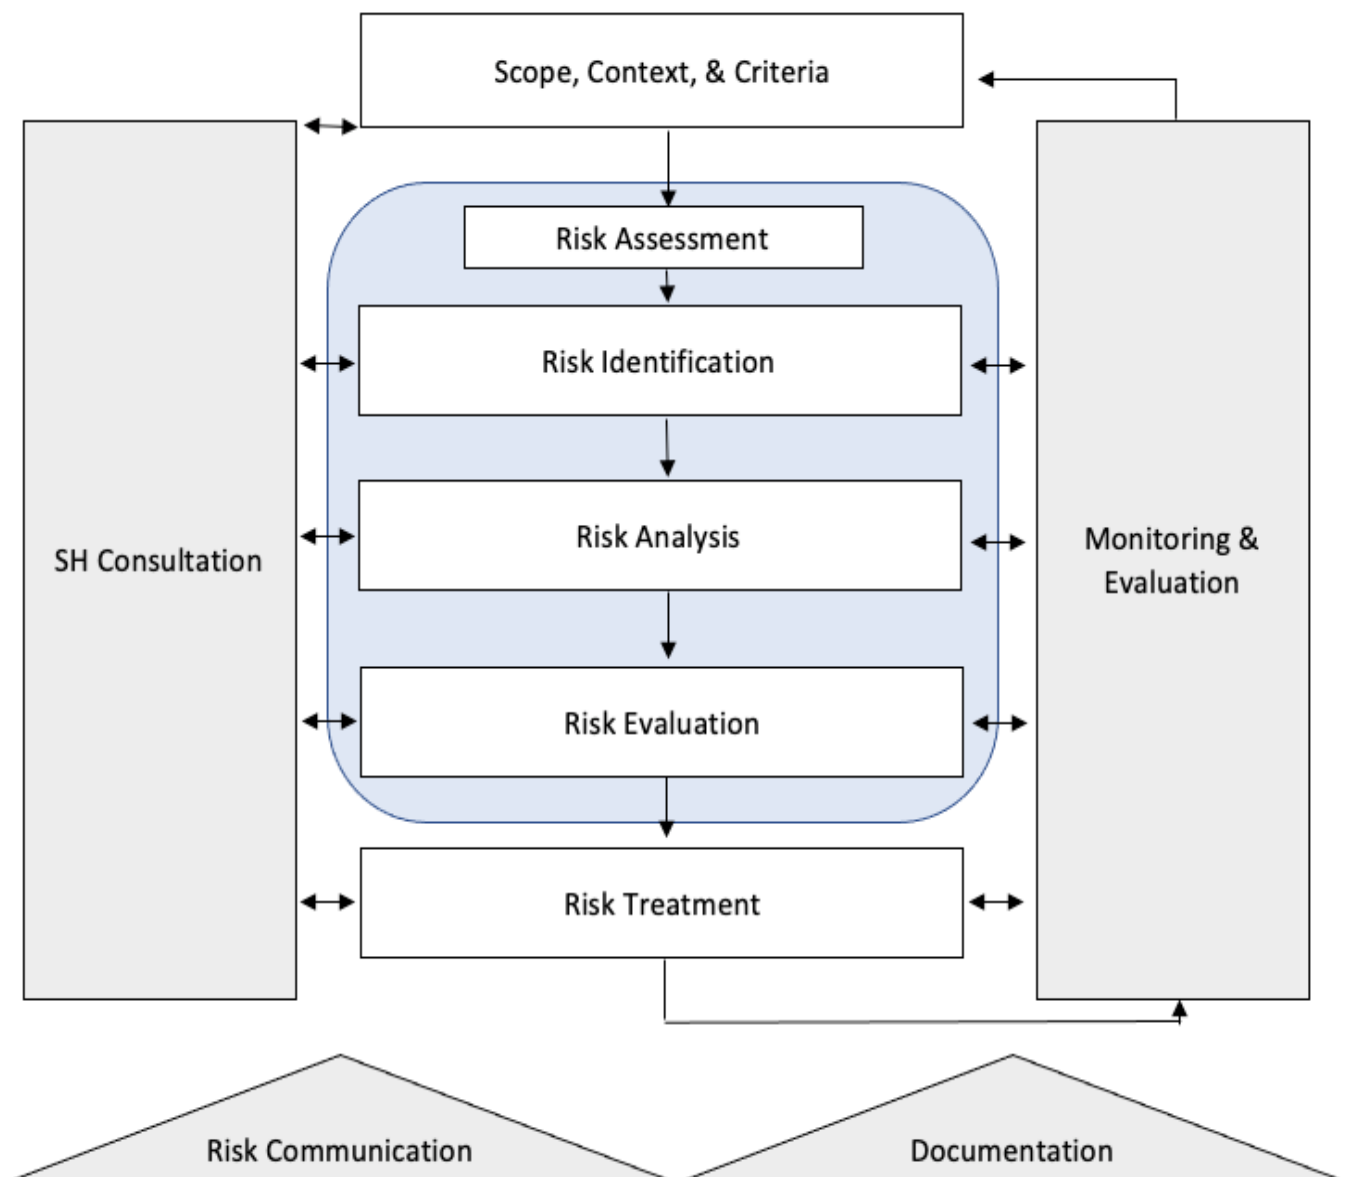 Scope, Context, & Criteria
Risk Assessment
Risk Identification
Risk Analysis
SH Consultation
Monitoring &
Evaluation
Risk Evaluation
Risk Treatment
Risk Communication
Documentation